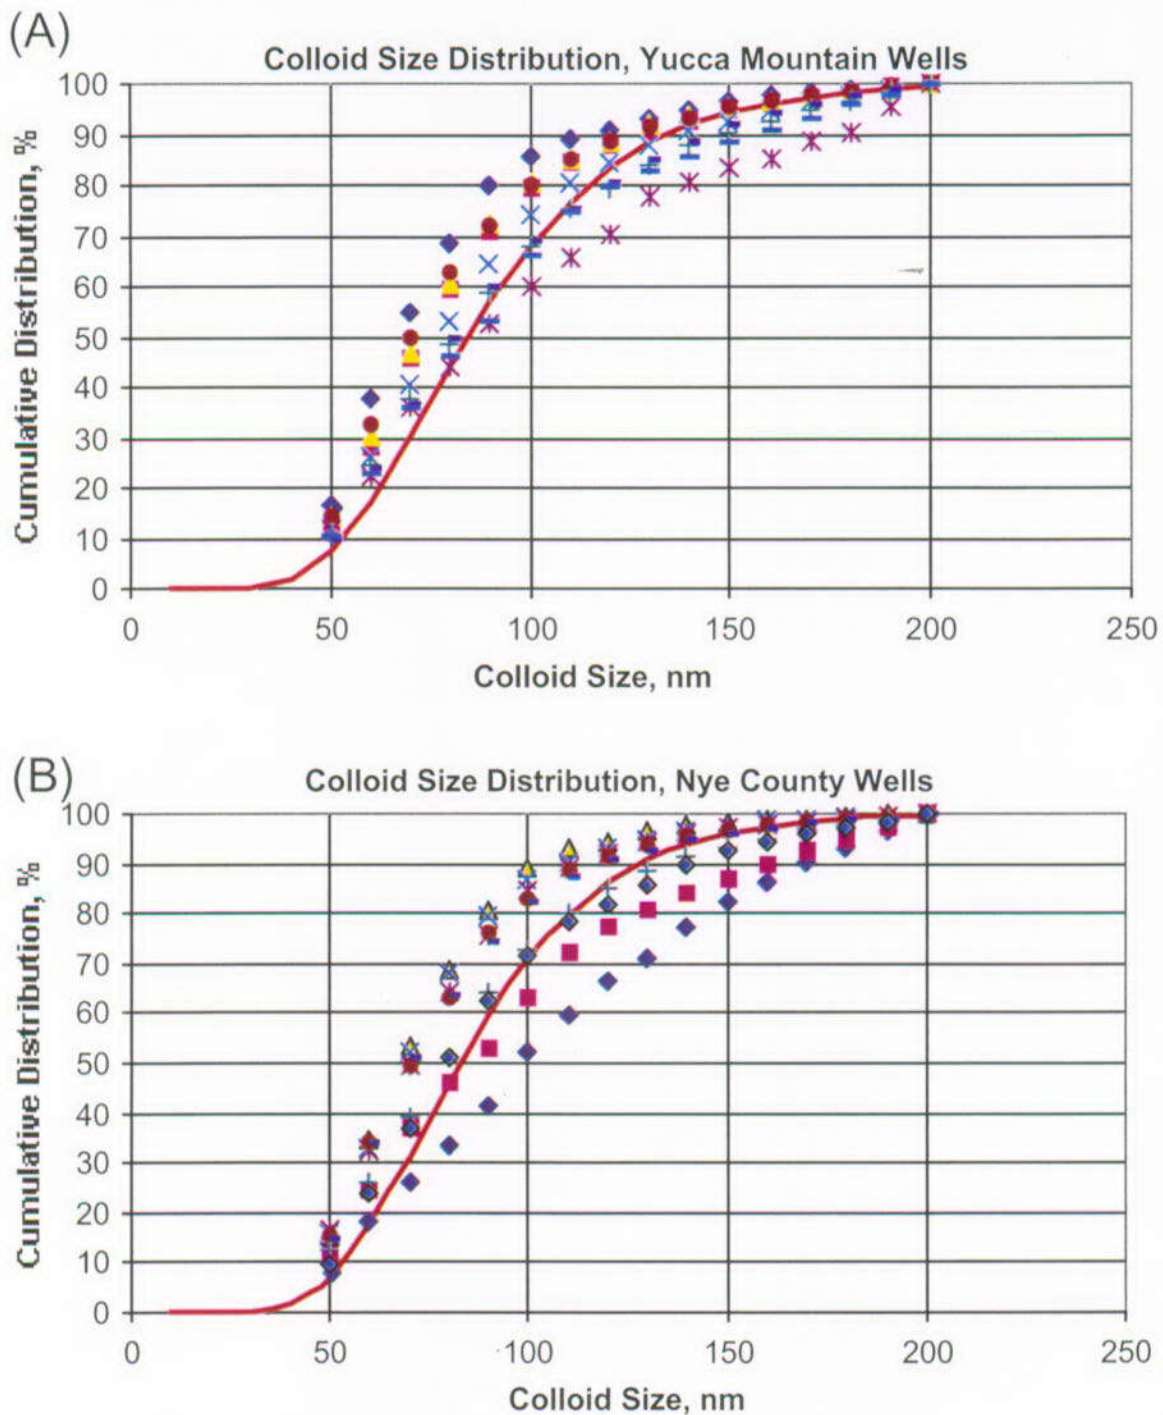 (A)
Colloid Size Distribution, Yucca Mountain Wells
100
90
80
70
60
50
40
30
20
10
0
Cumulative Distribution, %
0 50 100 150 200 250
Colloid Size, nm
(B)
Colloid Size Distribution, Nye County Wells
100
90
80
70
60
50
40
30
20
10
0
Cumulative Distribution, %
0 50 100 150 200 250
Colloid Size, nm